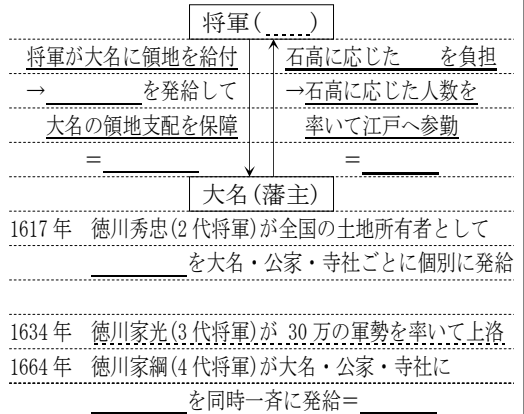 将軍( )
将軍が大名に領地を給付　石高に応じた　　を負担
→　　　　を発給して　→石高に応じた人数を
大名の領地支配を保障　率いて江戸へ参勤
＝　　　　　　　＝
大名(藩主)
1617年　徳川秀忠(2代将軍)が全国の土地所有者として
を大名・公家・寺社ごとに個別に発給
1634年　徳川家光(3代将軍)が 30万の軍勢を率いて上洛
1664年　徳川家綱(4代将軍)が大名・公家・寺社に
を同時一斉に発給＝